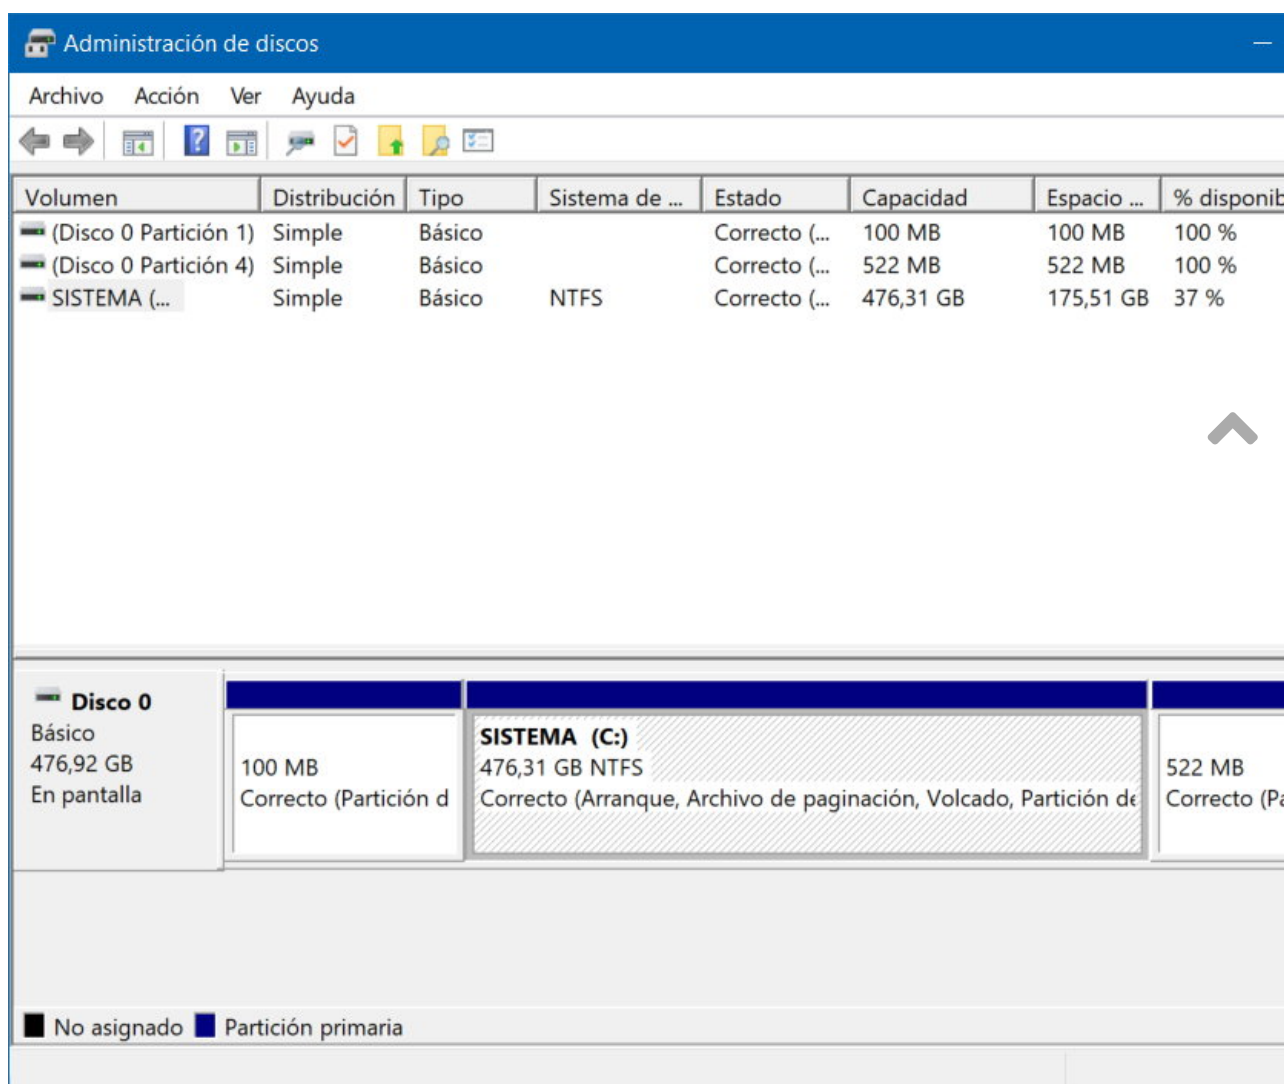 Administración de discos
Archivo Acción Ver Ayuda
Volumen Distribución Tipo Sistema de ... Estado Capacidad Espacio ... % disponib
(Disco 0 Partición 1) Simple Básico Correcto (... 100 MB 100 MB 100 %
(Disco 0 Partición 4) Simple Básico Correcto (... 522 MB 522 MB 100 %
SISTEMA (... Simple Básico NTFS Correcto (... 476,31 GB 175,51 GB 37 %
Disco 0
Básico
476,92 GB
En pantalla
100 MB
Correcto (Partición d
SISTEMA (C:)
476,31 GB NTFS
Correcto (Arranque, Archivo de paginación, Volcado, Partición de
522 MB
Correcto (Pa
No asignado Partición primaria